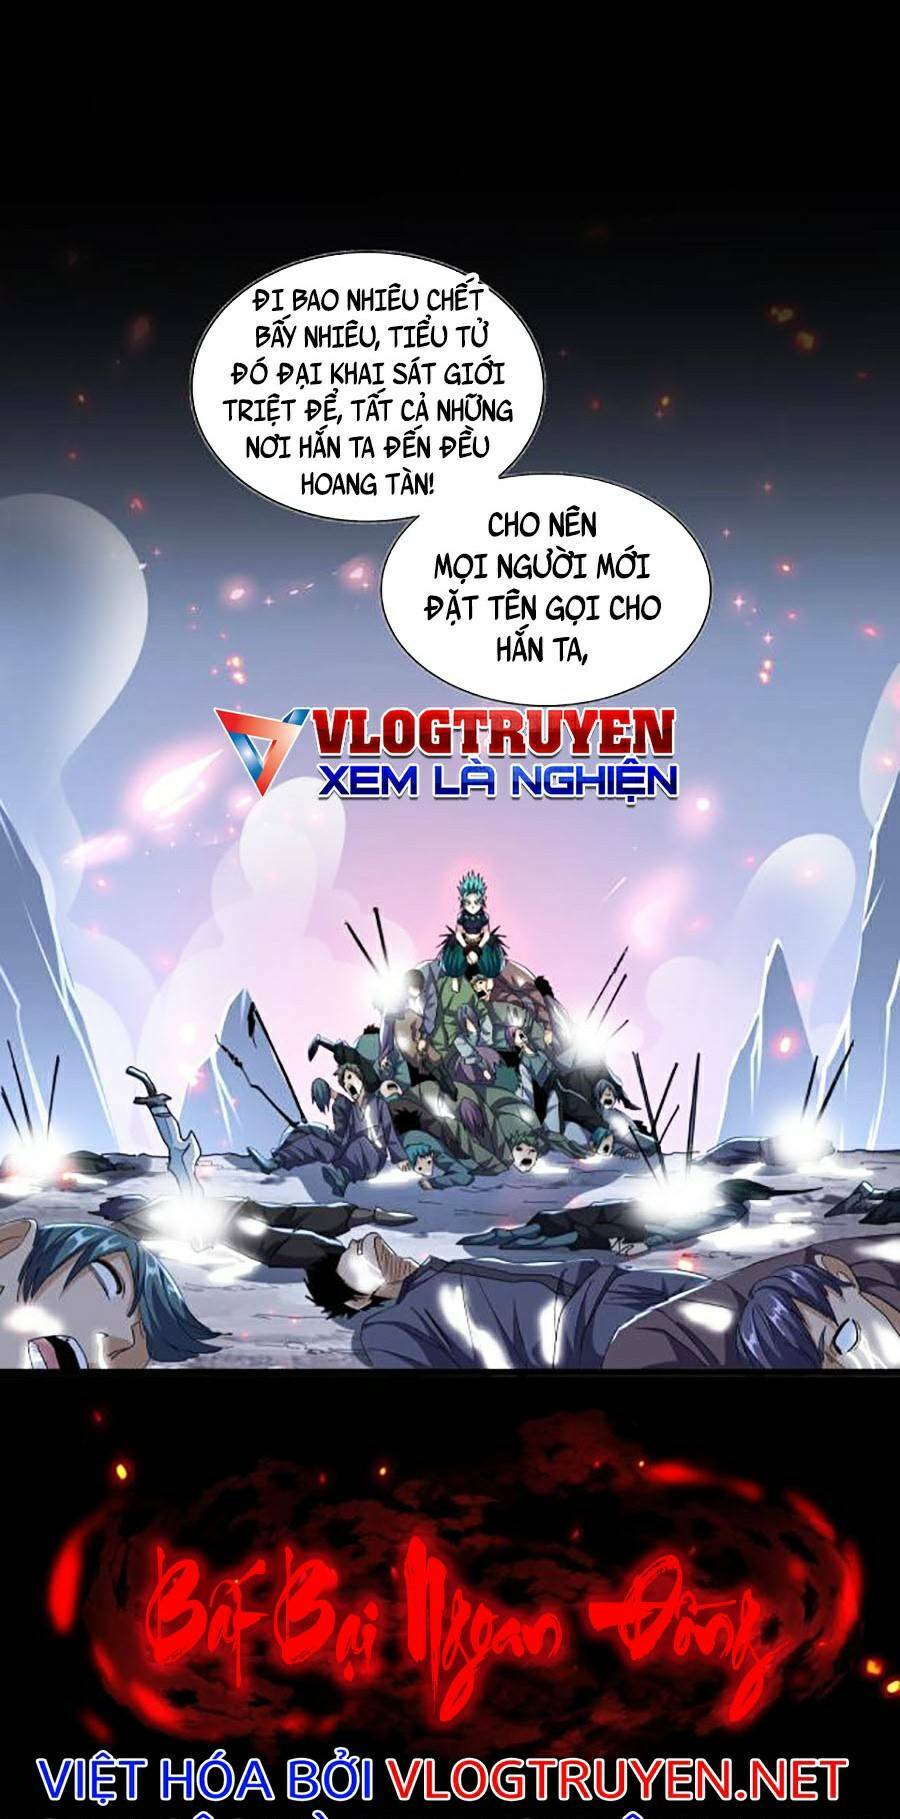 ĐI BAO NHIÊU CHẾT
BẤY NHIÊU, TIỂU TỬ
ĐÓ ĐẠI KHAI SÁT GIỚI
TRIỆT ĐỂ, TẤT CẢ NHỮNG
NƠI HẮN TA ĐẾN ĐỀU
HOANG TÀN!
CHO NÊN
MỌI NGƯỜI MỚI
ĐẶT TÊN GỌI CHO
HẮN TA,
VLOGTRUYEN
XEM LÀ NGHIỆN
Bất Bại Ngan Đồng
VIỆT HÓA BỞI VLOGTRUYEN.NET